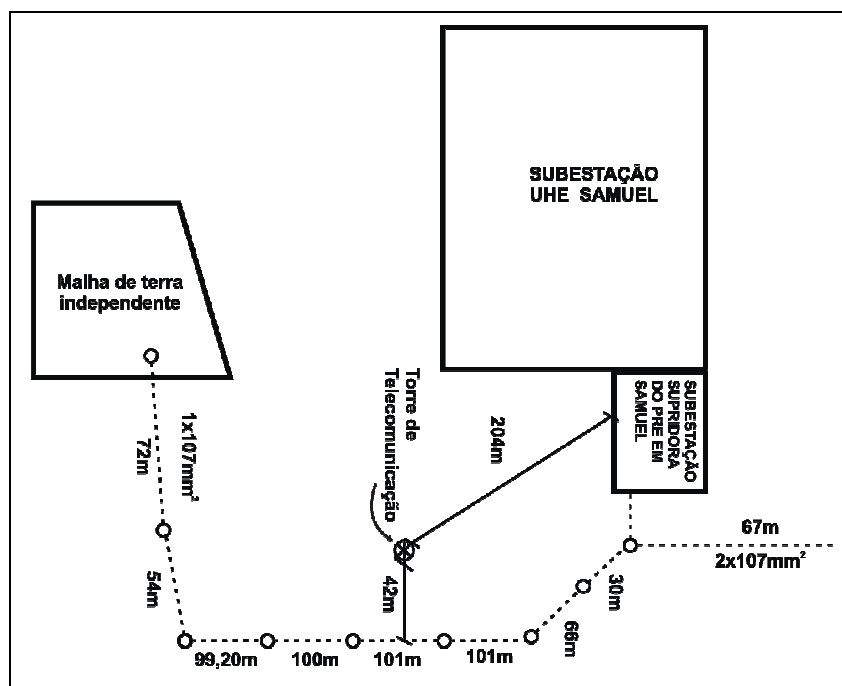 SUBESTAÇÃO
UHE SAMUEL
Malha de terra
independente
SUBESTAÇÃO
SUPRIDORA
DO PRE EM
SAMUEL
Torre de
Telecomunicação
204m
1x107mm²
72m
67m
2x107mm²
42m
54m
30m
66m
99,20m
100m
101m
101m